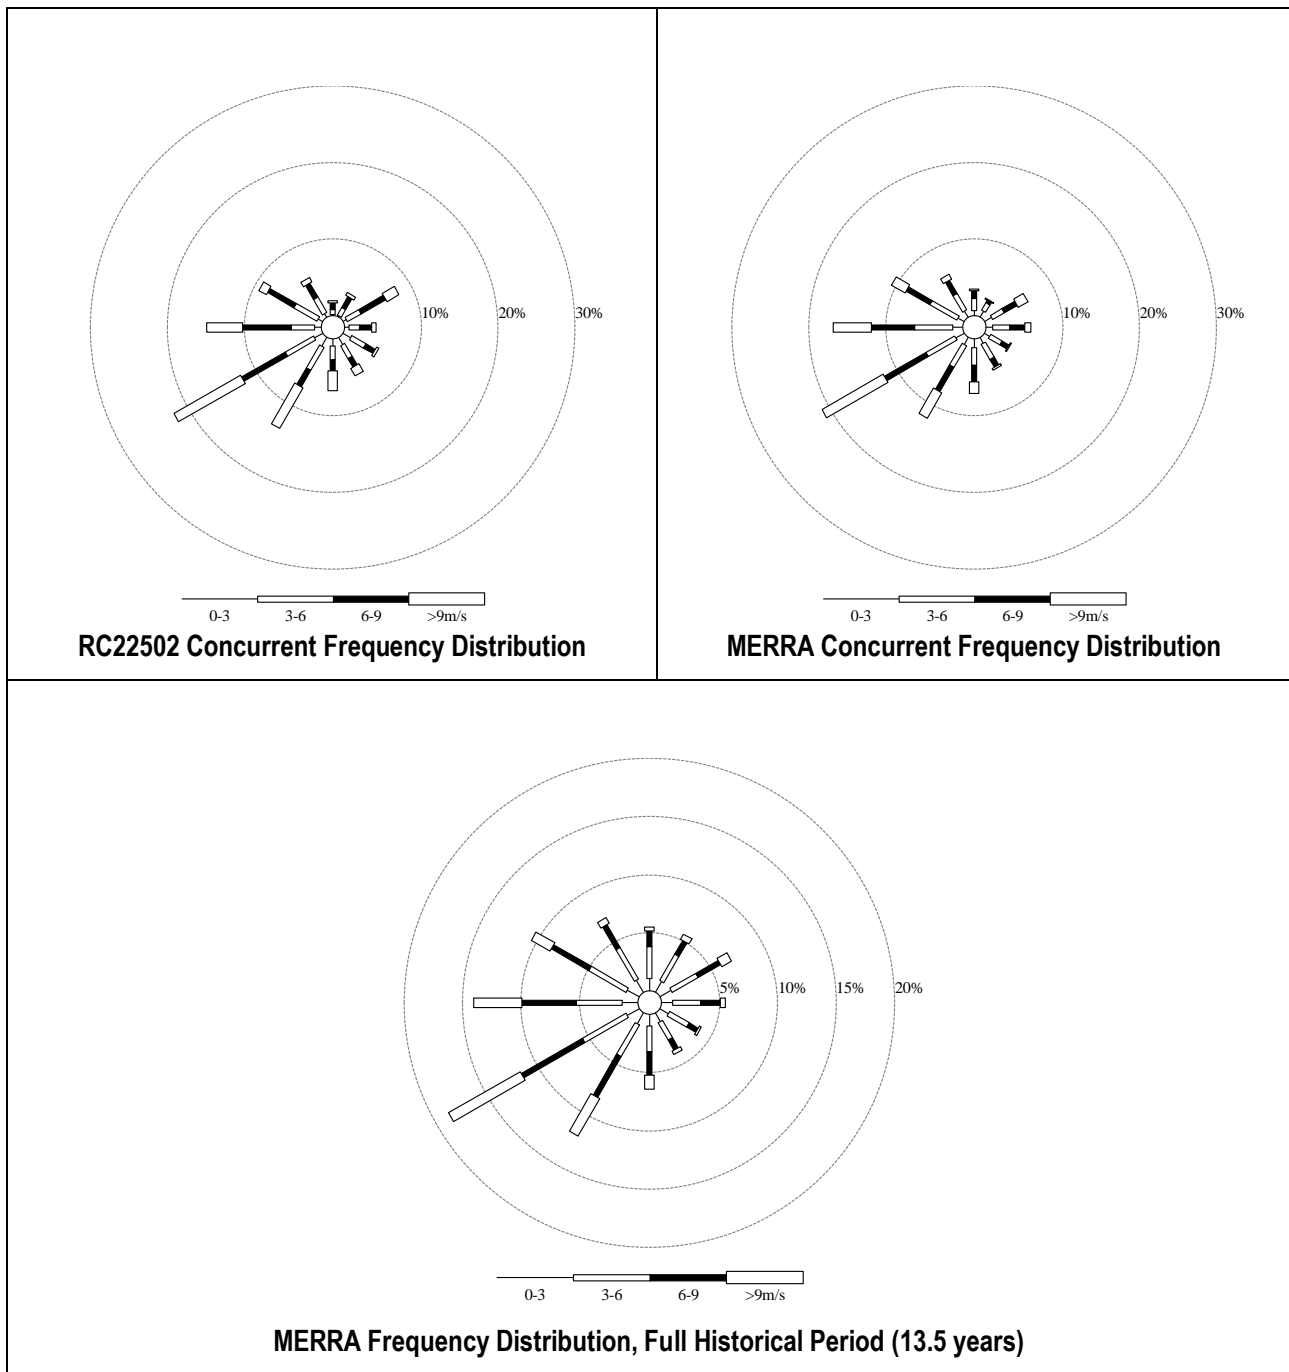 10% 20% 30%
0-3 3-6 6-9 >9m/s
RC22502 Concurrent Frequency Distribution
10% 20% 30%
0-3 3-6 6-9 >9m/s
MERRA Concurrent Frequency Distribution
5% 10% 15% 20%
0-3 3-6 6-9 >9m/s
MERRA Frequency Distribution, Full Historical Period (13.5 years)